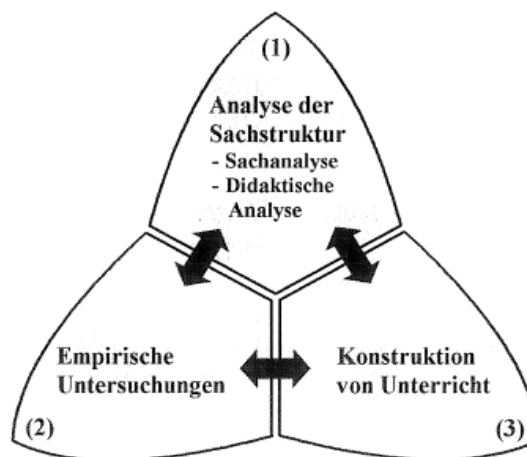 (1)
Analyse der
Sachstruktur
- Sachanalyse
- Didaktische
Analyse
Empirische
Untersuchungen
(2)
Konstruktion
von Unterricht
(3)